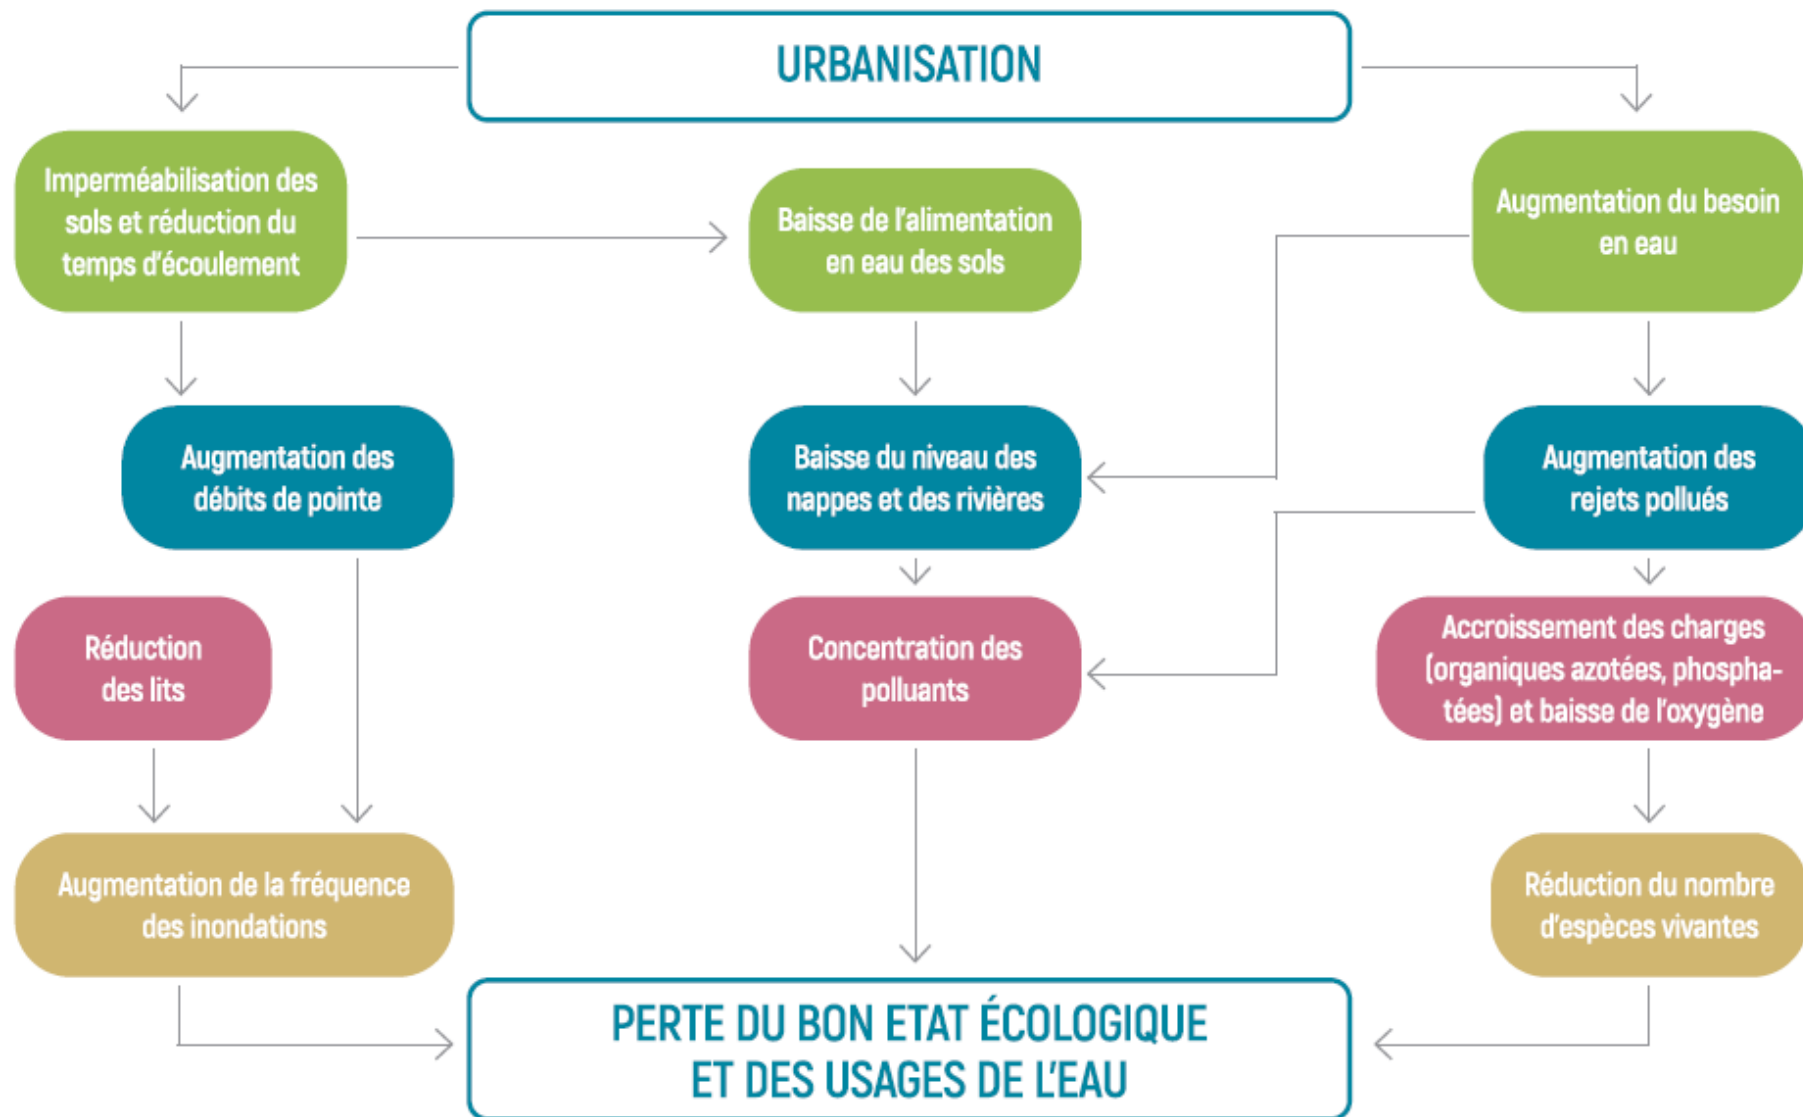 URBANISATION
Imperméabilisation des
sols et réduction du
temps d'écoulement
Baisse de l'alimentation
en eau des sols
Augmentation du besoin
en eau
Augmentation des
débits de pointe
Baisse du niveau des
nappes et des rivières
Augmentation des
rejets pollués
Réduction
des lits
Concentration des
polluants
Accroissement des charges
(organiques azotées, phospha-
tées) et baisse de l'oxygène
Augmentation de la fréquence
des inondations
Réduction du nombre
d'espèces vivantes
PERTE DU BON ETAT ÉCOLOGIQUE
ET DES USAGES DE L'EAU